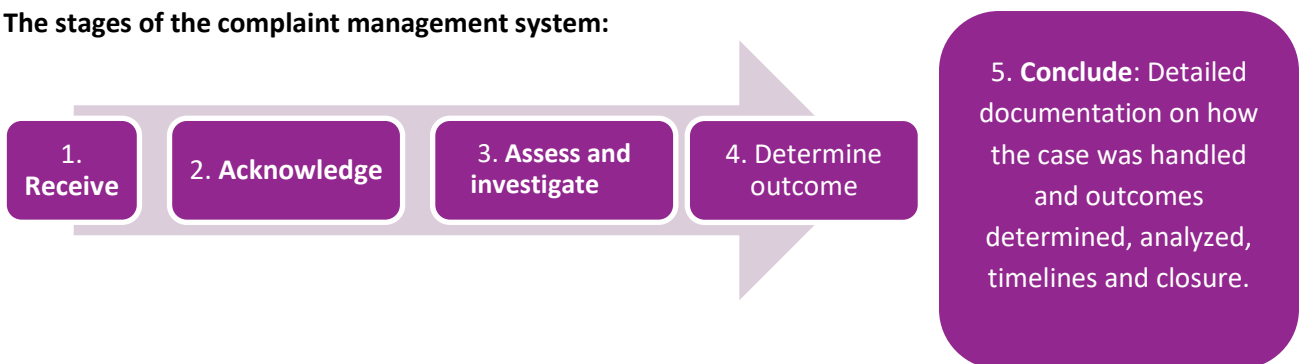 The stages of the complaint management system:
1.
Receive
2. Acknowledge
3. Assess and
investigate
4. Determine
outcome
5. Conclude: Detailed
documentation on how
the case was handled
and outcomes
determined, analyzed,
timelines and closure.